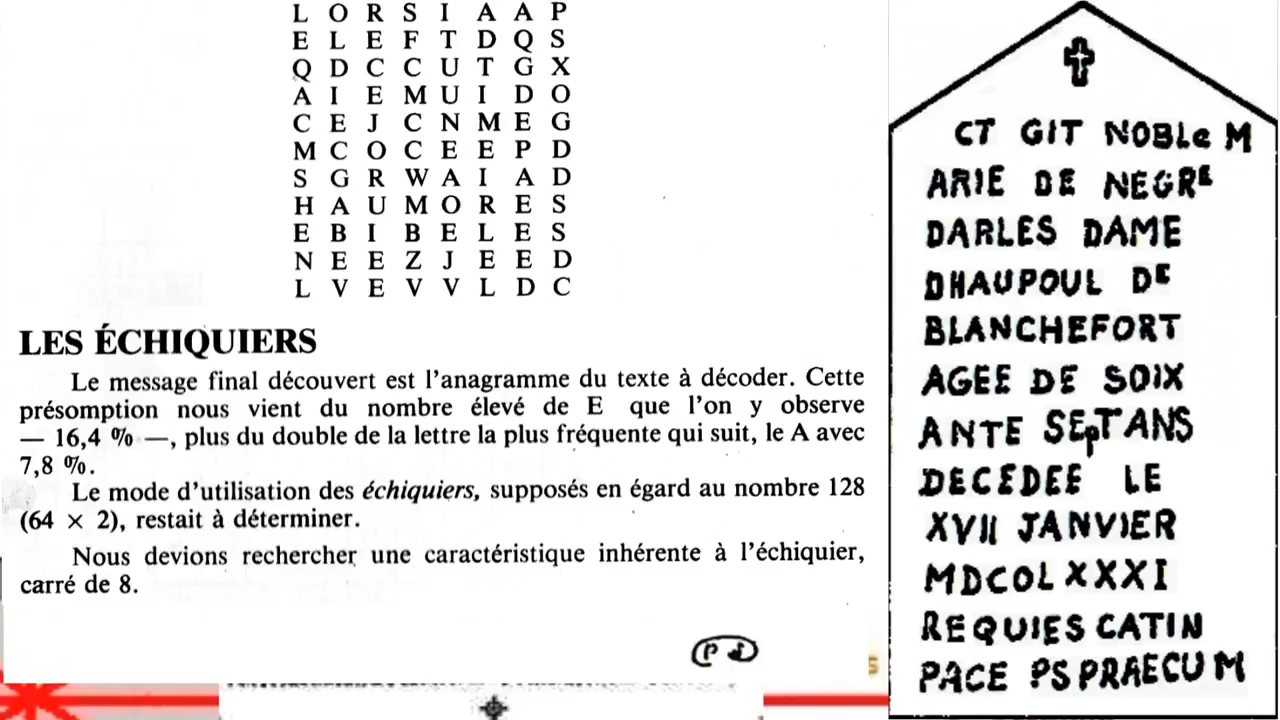 L O R S I A A P
E L E F T D Q S
Q D C C U T G X
A I E M U I D O
C E J C N M E G
M C O C E E P D
S G R W A I A D
H A U M O R E S
E B I B E L E S
N E E Z J E E D
L V E V V L D C
LES ÉCHIQUIERS
Le message final découvert est l'anagramme du texte à décoder. Cette
présomption nous vient du nombre élevé de E que l'on y observe
— 16,4 % —, plus du double de la lettre la plus fréquente qui suit, le A avec
7,8 %.
Le mode d'utilisation des échiquiers, supposés en égard au nombre 128
(64 × 2), restait à déterminer.
Nous devions rechercher une caractéristique inhérente à l'échiquier,
carré de 8.
CT GIT NOBLe M
ARIE DE NEGRE
DARLES DAME
DHAUPOUL DE
BLANCHEFORT
AGEE DE SOIX
ANTE SEpTANS
DECEDEE LE
XVII JANVIER
MDCOLXXXI
REQUIES CATIN
PACE PS PRAECUM